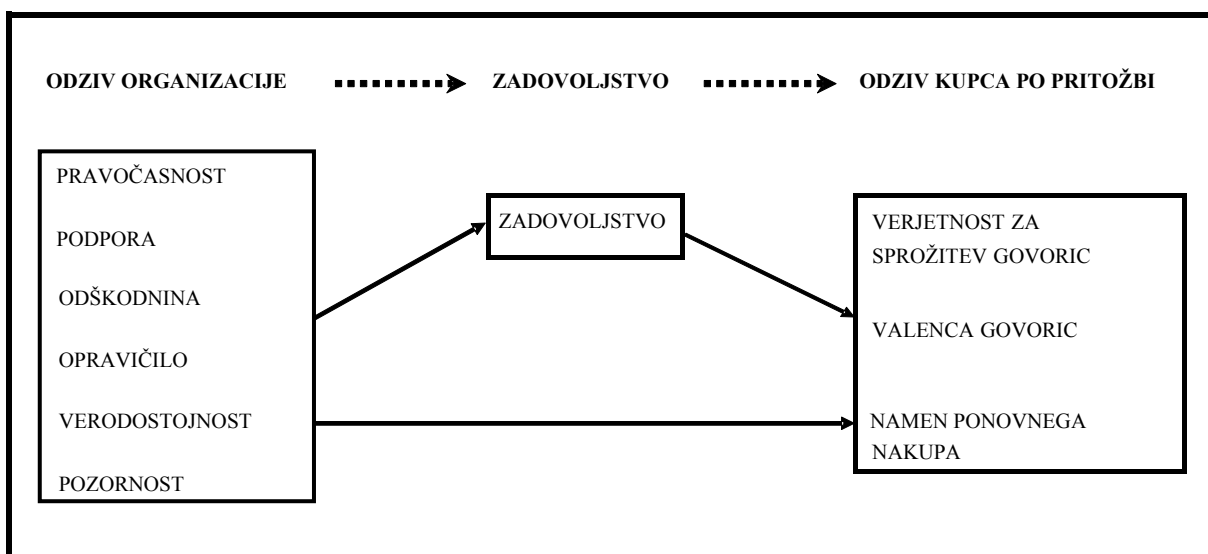 ODZIV ORGANIZACIJE
ZADOVOLJSTVO
ODZIV KUPCA PO PRITOŽBI
PRAVOČASNOST
PODPORA
ODŠKODNINA
OPRAVIČILO
VERODOSTOJNOST
POZORNOST
ZADOVOLJSTVO
VERJETNOST ZA
SPROŽITEV GOVORIC
VALENCA GOVORIC
NAMEN PONOVNEGA
NAKUPA